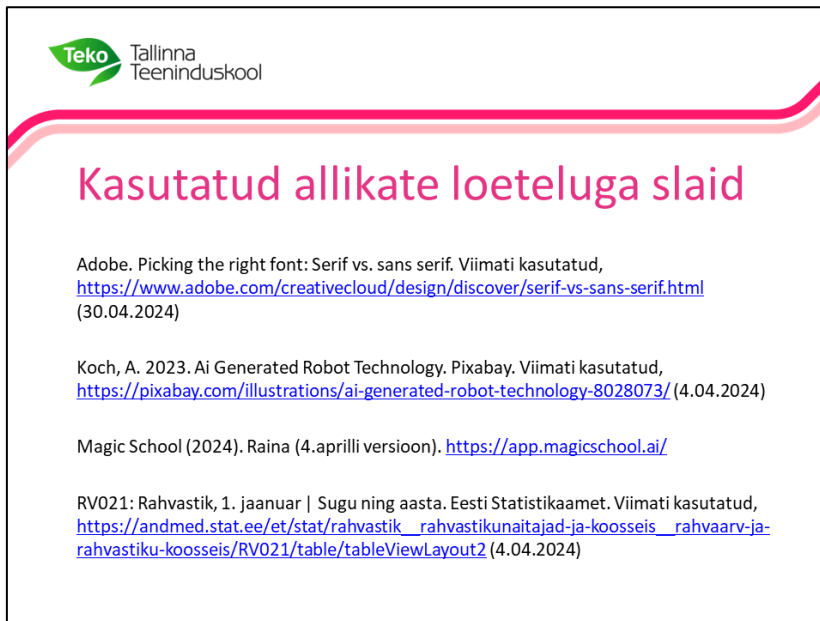 Teko Tallinna
Teeninduskool
Kasutatud allikate loeteluga slaid
Adobe. Picking the right font: Serif vs. sans serif. Viimati kasutatud,
https://www.adobe.com/creativecloud/design/discover/serif-vs-sans-serif.html
(30.04.2024)
Koch, A. 2023. Ai Generated Robot Technology. Pixabay. Viimati kasutatud,
https://pixabay.com/illustrations/ai-generated-robot-technology-8028073/ (4.04.2024)
Magic School (2024). Raina (4.aprilli versioon). https://app.magicschool.ai/
RV021: Rahvastik, 1. jaanuar | Sugu ning aasta. Eesti Statistikaamet. Viimati kasutatud,
https://andmed.stat.ee/et/stat/rahvastik__rahvastikunaitajad-ja-koosseis__rahvaarv-ja-
rahvastiku-koosseis/RV021/table/tableViewLayout2 (4.04.2024)